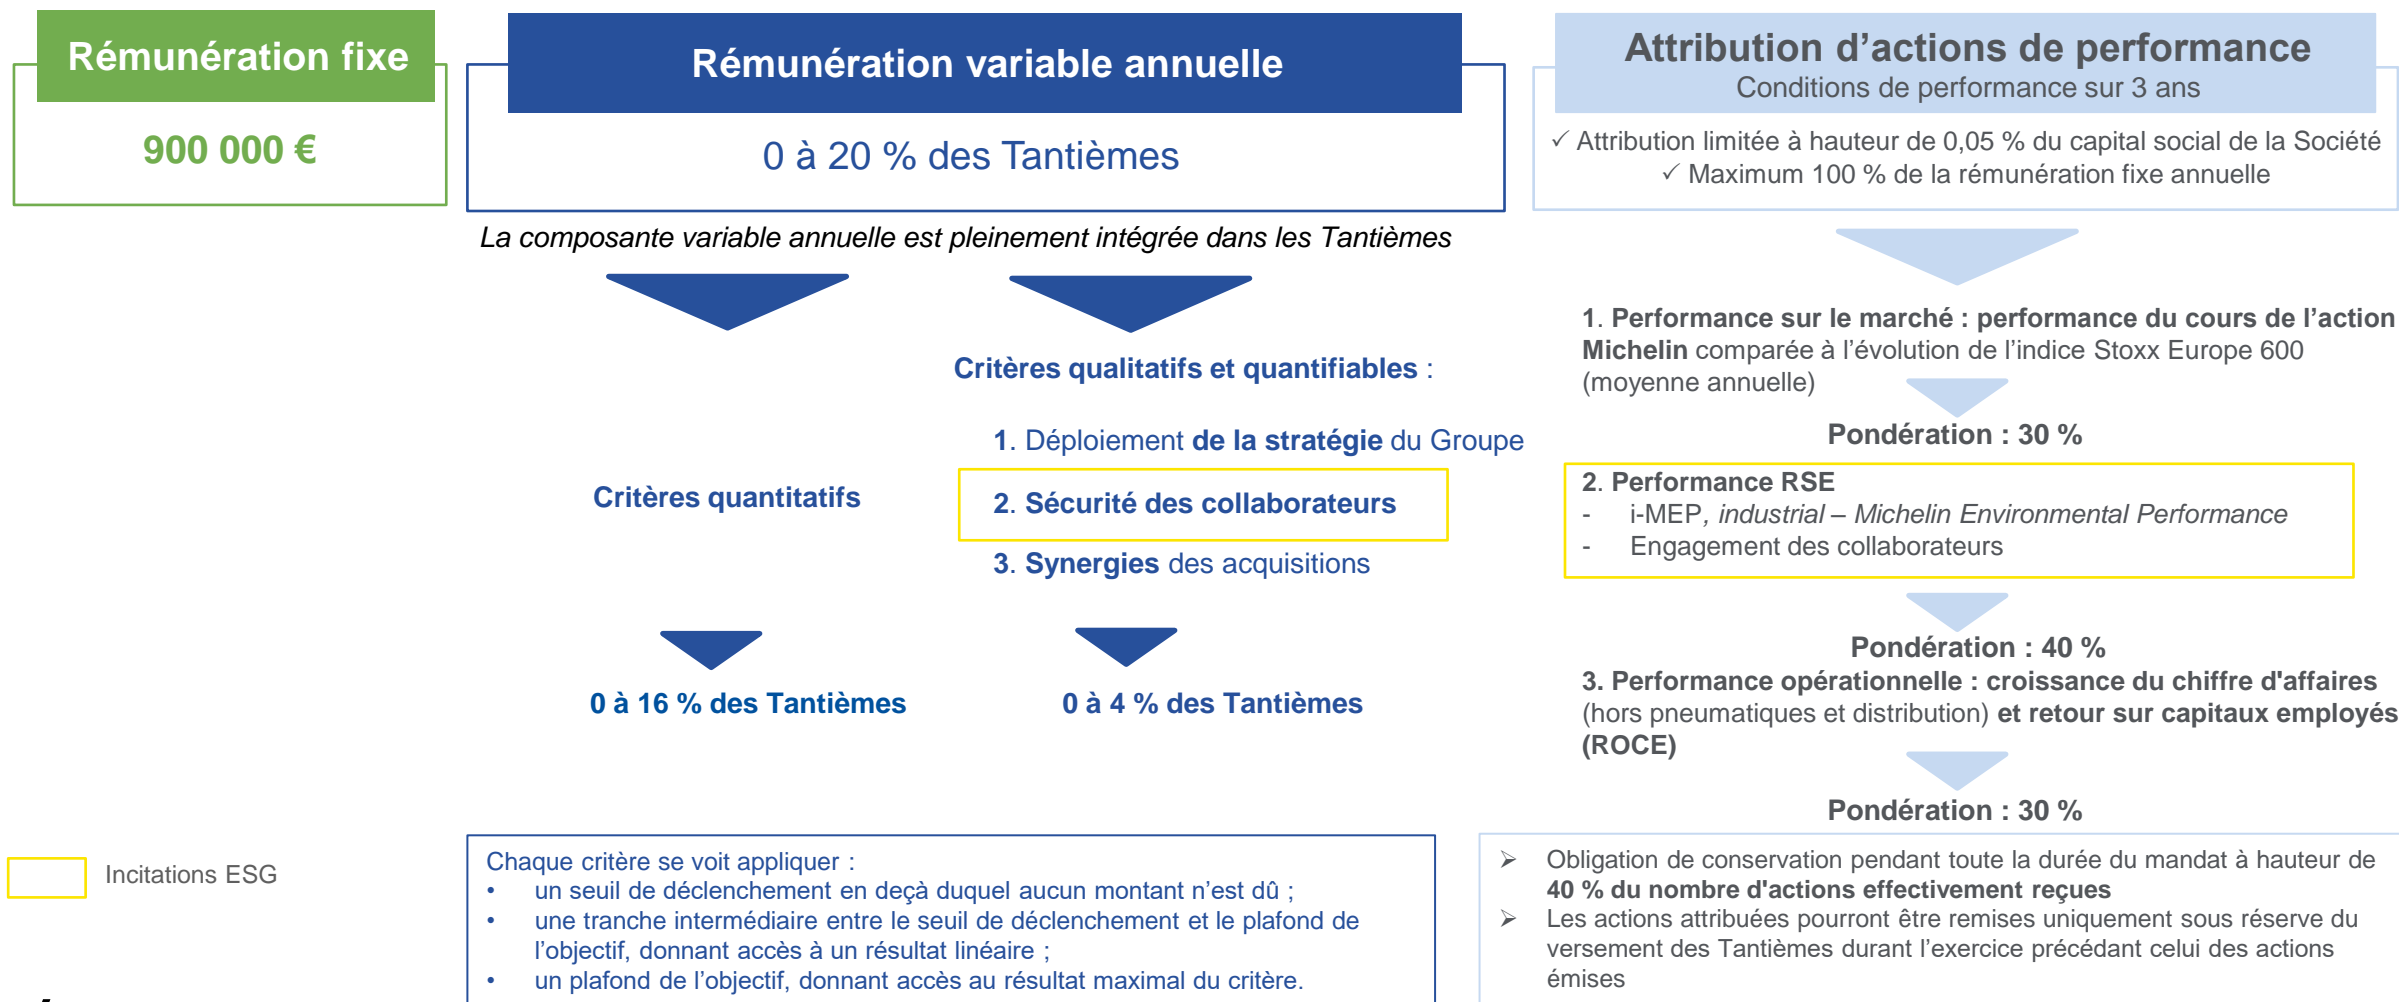 Rémunération fixe
900 000 €
Rémunération variable annuelle
0 à 20 % des Tantièmes
La composante variable annuelle est pleinement intégrée dans les Tantièmes
Critères quantitatifs
0 à 16 % des Tantièmes
Critères qualitatifs et quantifiables :
1. Déploiement de la stratégie du Groupe
2. Sécurité des collaborateurs
3. Synergies des acquisitions
0 à 4 % des Tantièmes
Chaque critère se voit appliquer :
• un seuil de déclenchement en deçà duquel aucun montant n’est dû ;
• une tranche intermédiaire entre le seuil de déclenchement et le plafond de
l’objectif, donnant accès à un résultat linéaire ;
• un plafond de l’objectif, donnant accès au résultat maximal du critère.
Attribution d’actions de performance
Conditions de performance sur 3 ans
✓ Attribution limitée à hauteur de 0,05 % du capital social de la Société
✓ Maximum 100 % de la rémunération fixe annuelle
1. Performance sur le marché : performance du cours de l’action
Michelin comparée à l’évolution de l’indice Stoxx Europe 600
(moyenne annuelle)
Pondération : 30 %
2. Performance RSE
- i-MEP, industrial – Michelin Environmental Performance
- Engagement des collaborateurs
Pondération : 40 %
3. Performance opérationnelle : croissance du chiffre d'affaires
(hors pneumatiques et distribution) et retour sur capitaux employés
(ROCE)
Pondération : 30 %
➢ Obligation de conservation pendant toute la durée du mandat à hauteur de
40 % du nombre d'actions effectivement reçues
➢ Les actions attribuées pourront être remises uniquement sous réserve du
versement des Tantièmes durant l’exercice précédant celui des actions
émises
Incitations ESG